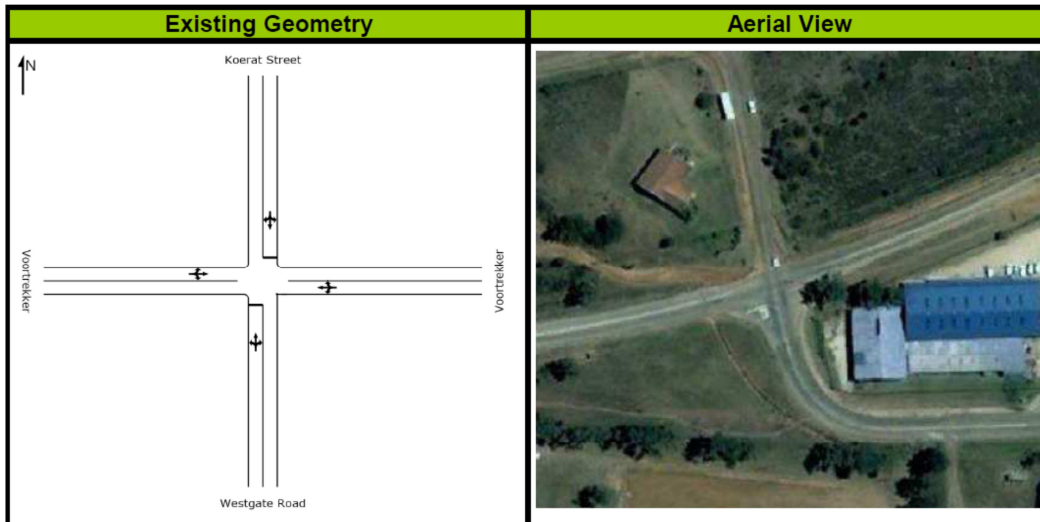 Existing Geometry
Aerial View
N
Koerat Street
Voortrekker
Voortrekker
Westgate Road